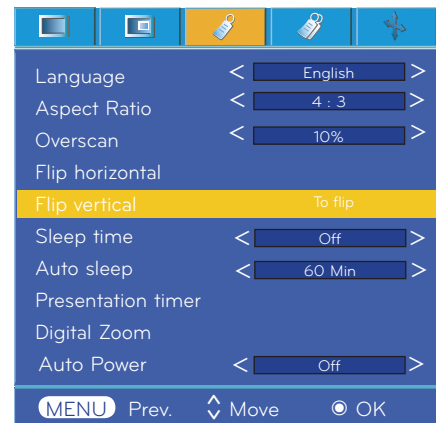 Language < English >
Aspect Ratio < 4 : 3 >
Overscan < 10% >
Flip horizontal
Flip vertical To flip
Sleep time < Off >
Auto sleep < 60 Min >
Presentation timer
Digital Zoom
Auto Power < Off >
MENU Prev. Move OK